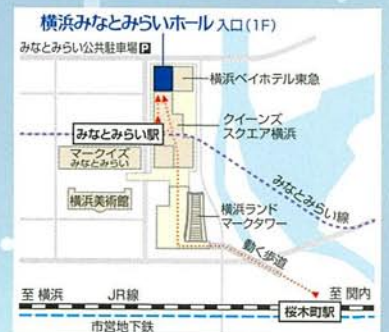 横浜みなとみらいホール 入口(1F)
みなとみらい公共駐車場 P
横浜ベイホテル東急
クイーンズ
スクエア横浜
みなとみらい駅
マークイズ
みなとみらい
みなとみらい線
横浜美術館
横浜ランド
マークタワー
動く歩道
至 横浜
JR線
至 関内
桜木町駅
市営地下鉄